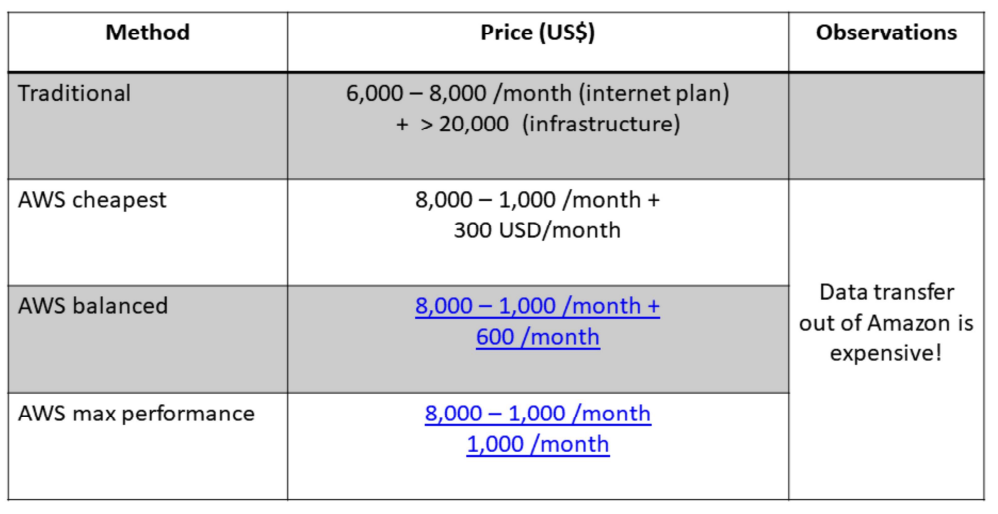 Method
Price (US$)
Observations
Traditional
6,000 – 8,000 /month (internet plan)
+ > 20,000 (infrastructure)
AWS cheapest
8,000 – 1,000 /month +
300 USD/month
AWS balanced
8,000 – 1,000 /month +
600 /month
AWS max performance
8,000 – 1,000 /month
1,000 /month
Data transfer
out of Amazon is
expensive!